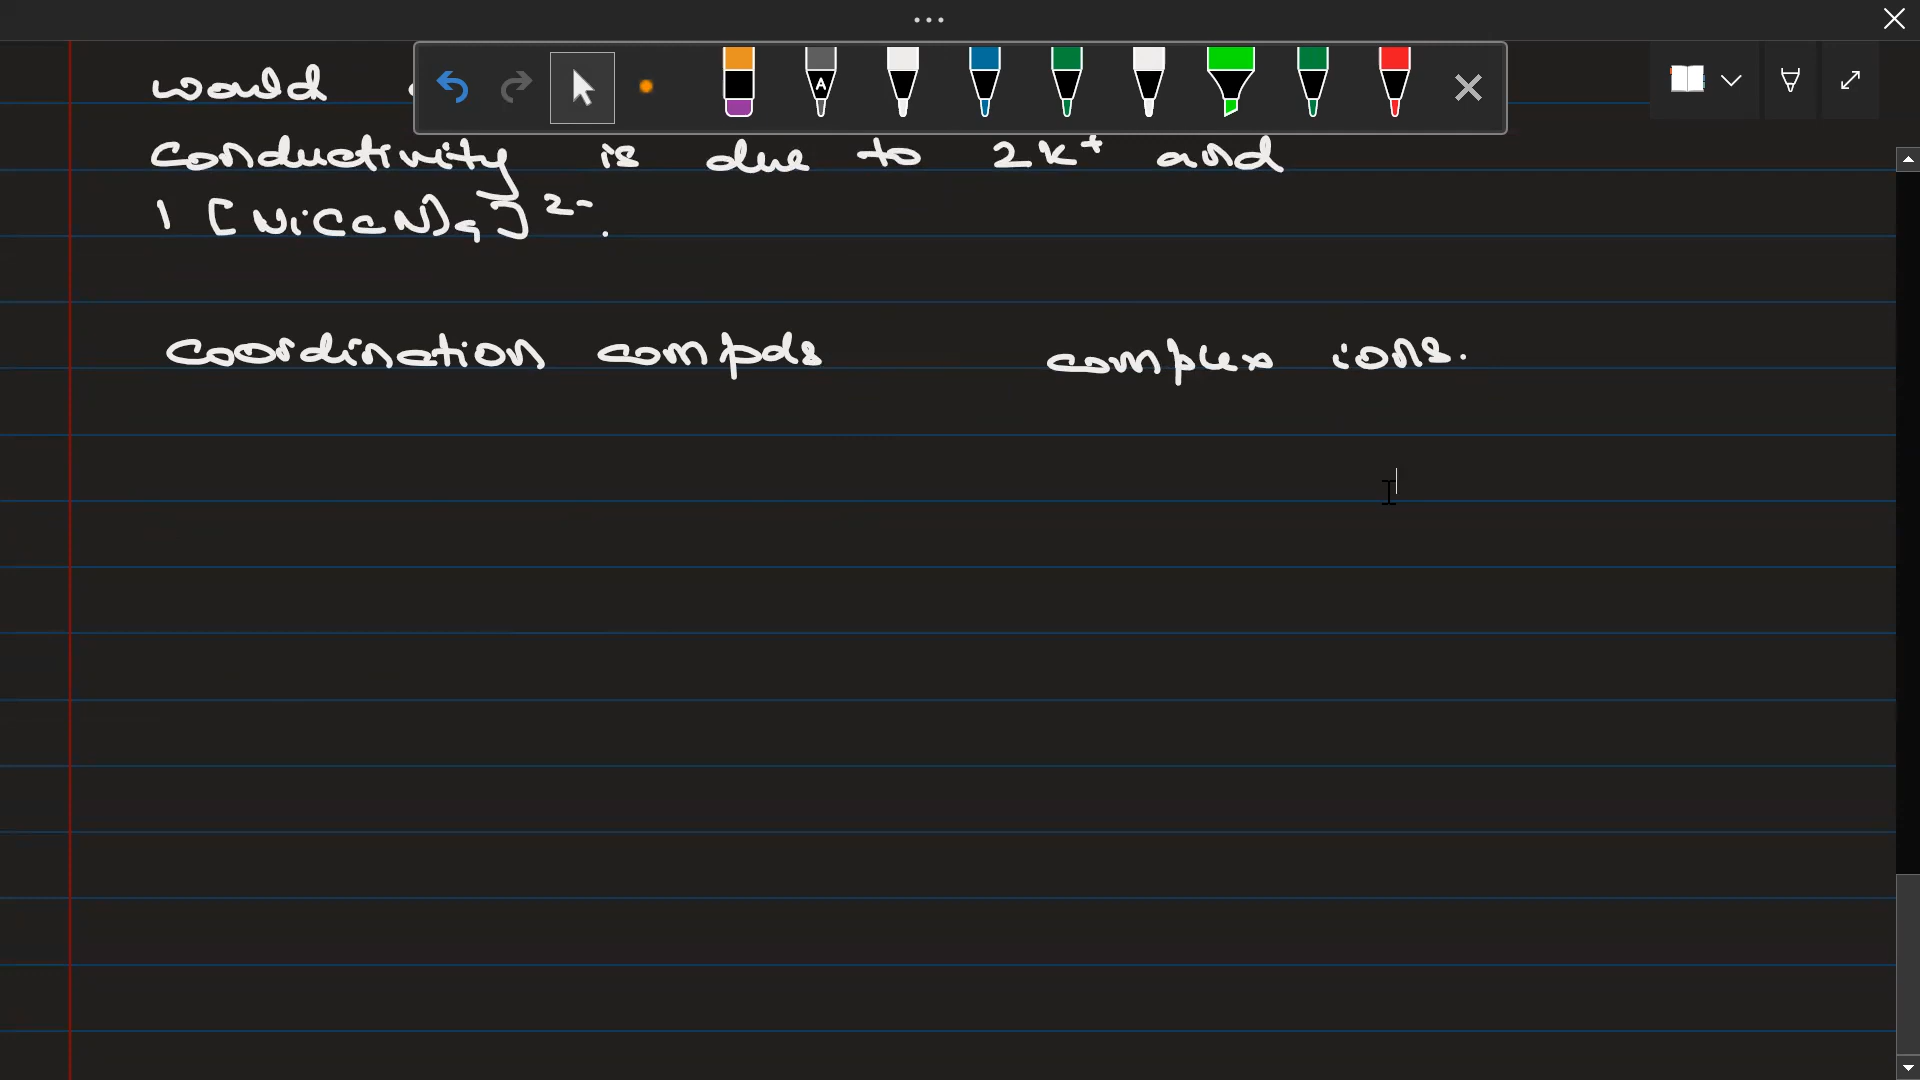 would
conductivity is due to 2K⁺ and
1 [Ni(CN)₄]²⁻.
coordination compds complex ions.
A